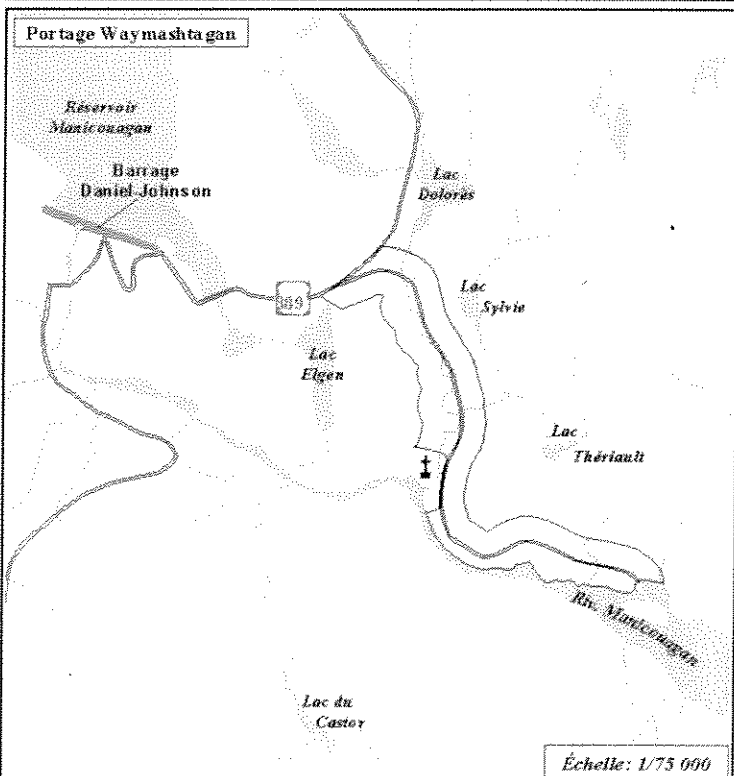 Portage Waymashtagan
Réservoir
Manicouagan
Barrage
Daniel-Johnson
Lac
Dolorès
389
Lac
Sylvie
Lac
Elgen
Lac
Thériault
Riv. Manicouagan
Lac du
Castor
Échelle: 1/75 000